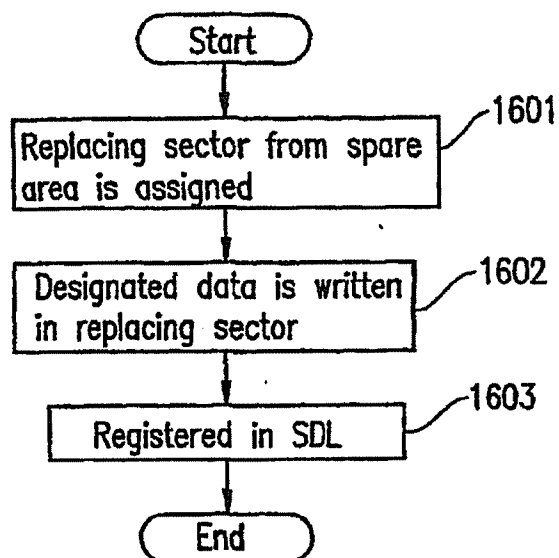 Start
1601
Replacing sector from spare
area is assigned
1602
Designated data is written
in replacing sector
1603
Registered in SDL
End